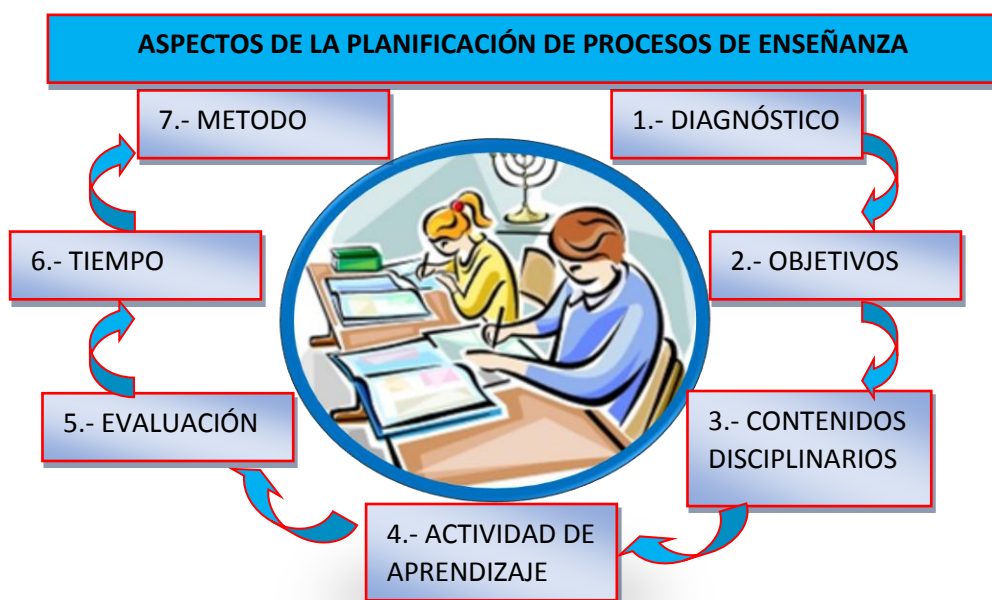 ASPECTOS DE LA PLANIFICACIÓN DE PROCESOS DE ENSEÑANZA
1.- DIAGNÓSTICO
2.- OBJETIVOS
3.- CONTENIDOS
DISCIPLINARIOS
4.- ACTIVIDAD DE
APRENDIZAJE
5.- EVALUACIÓN
6.- TIEMPO
7.- METODO